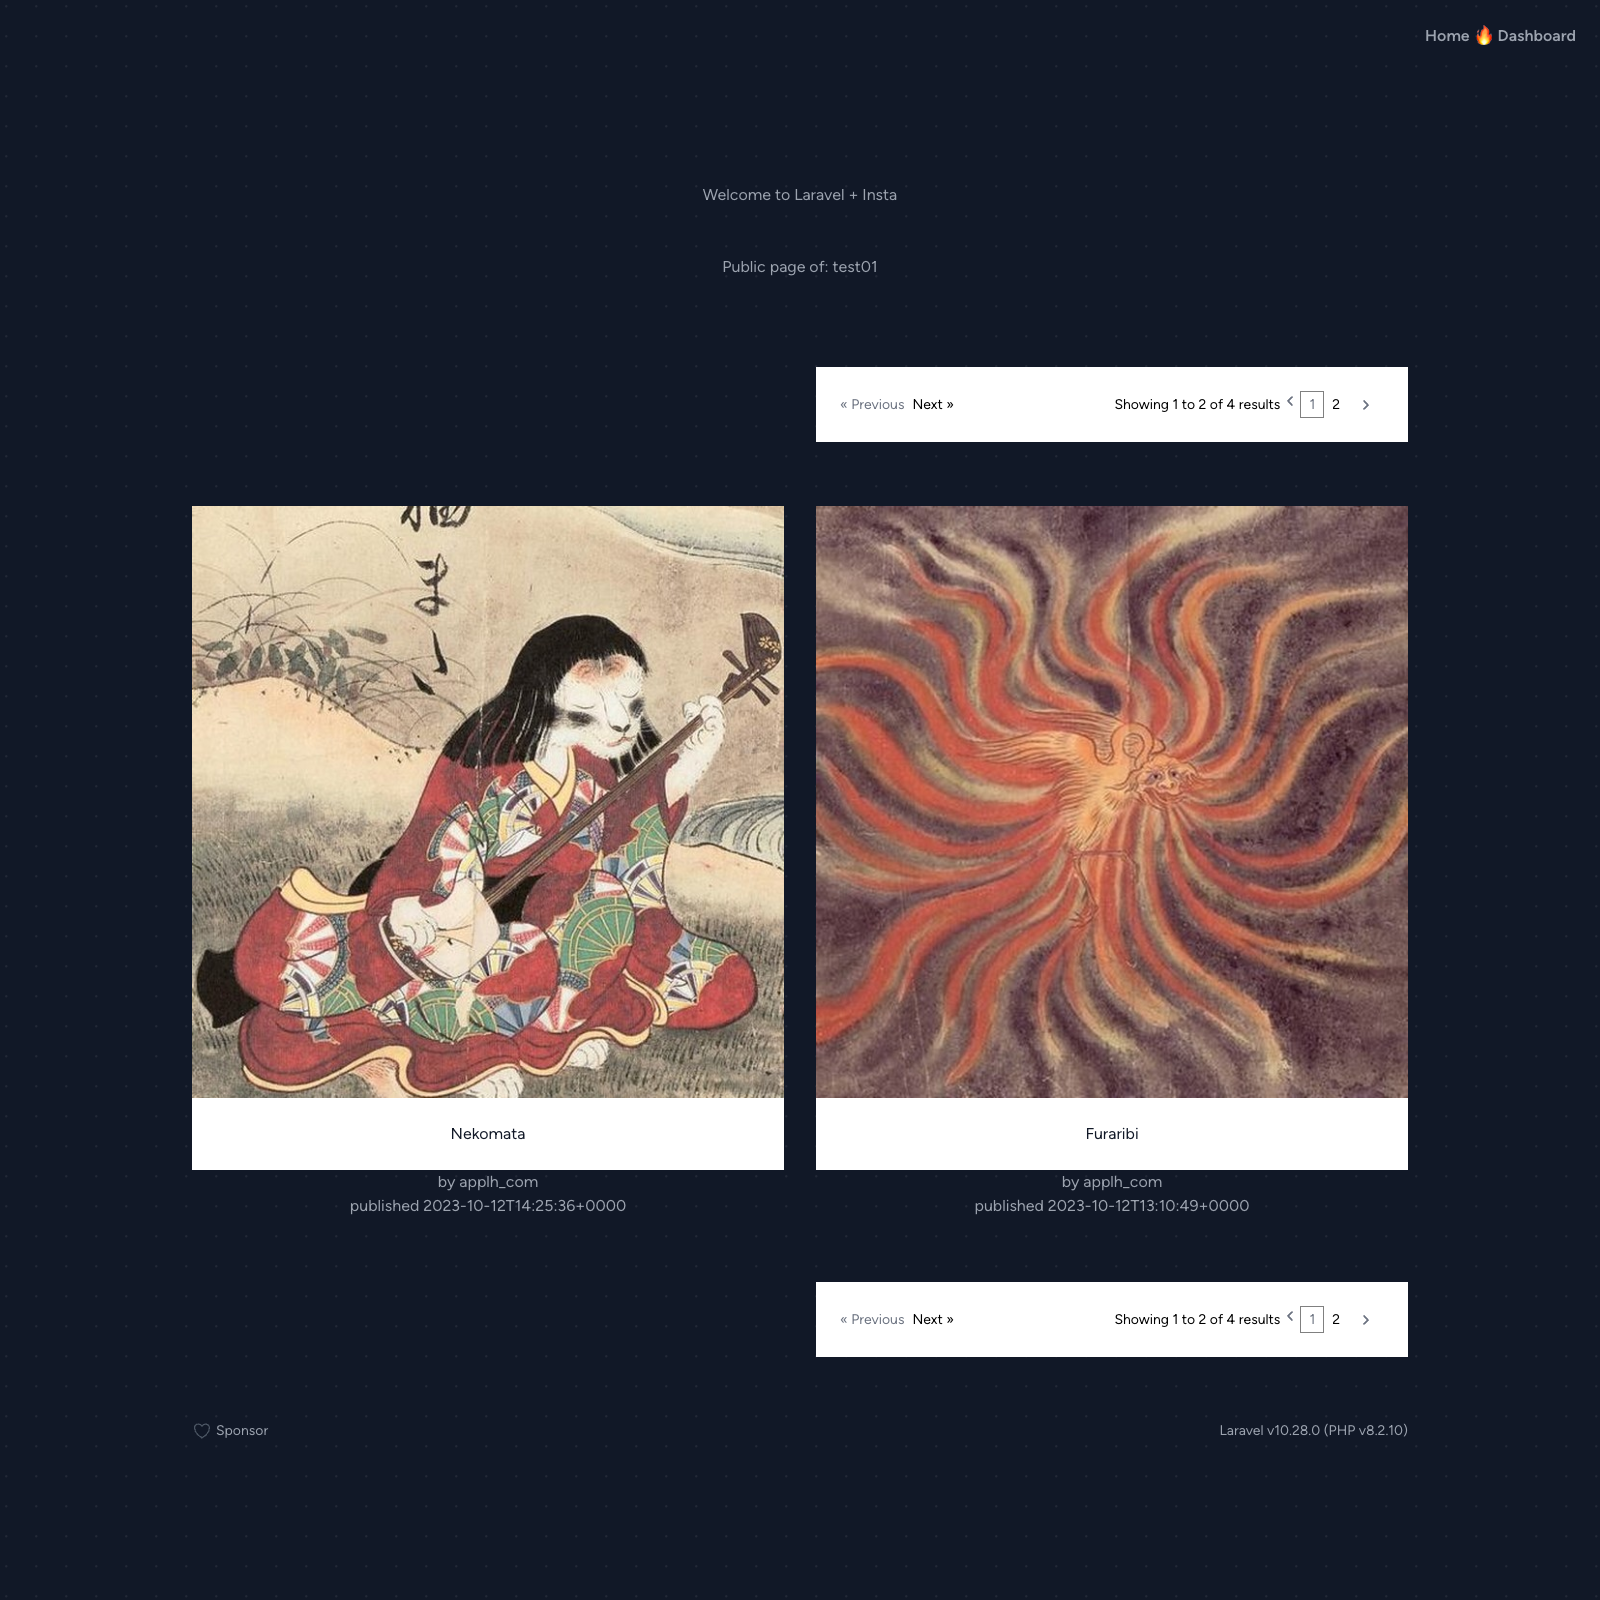 Home 🔥 Dashboard
Welcome to Laravel + Insta
Public page of: test01
« Previous Next »
Showing 1 to 2 of 4 results ‹ 1 2 ›
ま
Nekomata
by applh_com
published 2023-10-12T14:25:36+0000
Furaribi
by applh_com
published 2023-10-12T13:10:49+0000
« Previous Next »
Showing 1 to 2 of 4 results ‹ 1 2 ›
Sponsor
Laravel v10.28.0 (PHP v8.2.10)